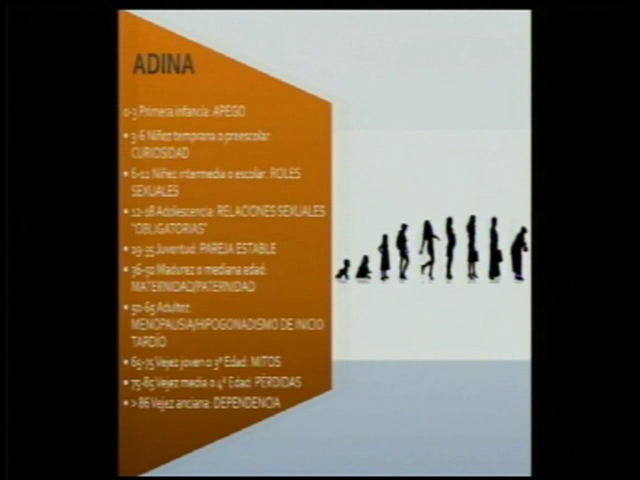 ADINA
0-3 Primera infancia: APEGO
• 3-6 Niñez temprana o preescolar:
CURIOSIDAD
• 6-12 Niñez intermedia o escolar: ROLES
SEXUALES
• 12-18 Adolescencia: RELACIONES SEXUALES
"OBLIGATORIAS"
• 19-35 Juventud: PAREJA ESTABLE
• 36-50 Madurez o mediana edad:
MATERNIDAD/PATERNIDAD
• 50-65 Adultez:
MENOPAUSIA/HIPOGONADISMO DE INICIO
TARDÍO
• 65-75 Vejez joven o 3ª Edad: MITOS
• 75-85 Vejez media o 4ª Edad: PÉRDIDAS
• > 86 Vejez anciana: DEPENDENCIA